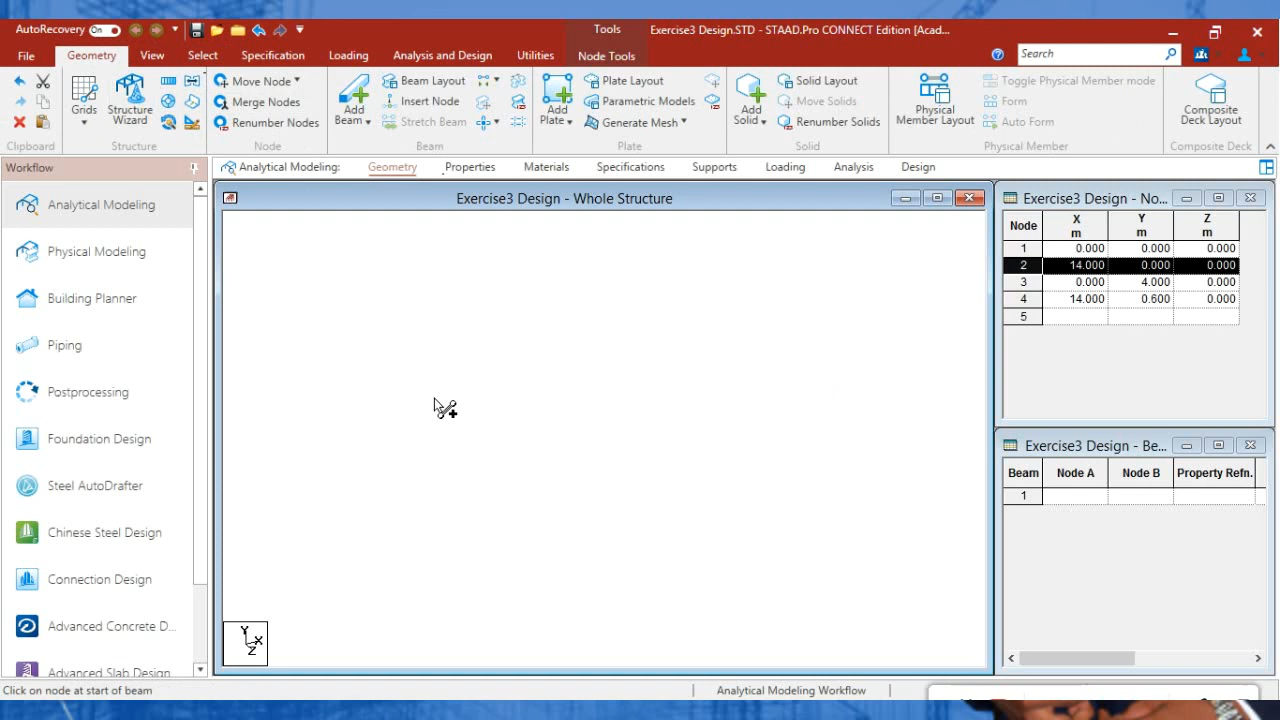 AutoRecovery On Tools Exercise3 Design.STD - STAAD.Pro CONNECT Edition [Acad...
File Geometry View Select Specification Loading Analysis and Design Utilities Node Tools Search
Grids
Structure Wizard
Move Node
Merge Nodes
Renumber Nodes
Add Beam
Beam Layout
Insert Node
Stretch Beam
Add Plate
Plate Layout
Parametric Models
Generate Mesh
Add Solid
Solid Layout
Move Solids
Renumber Solids
Physical Member Layout
Toggle Physical Member mode
Form
Auto Form
Composite Deck Layout
Clipboard Structure Node Beam Plate Solid Physical Member Composite Deck
Workflow
Analytical Modeling: Geometry Properties Materials Specifications Supports Loading Analysis Design
Analytical Modeling
Physical Modeling
Building Planner
Piping
Postprocessing
Foundation Design
Steel AutoDrafter
Chinese Steel Design
Connection Design
Advanced Concrete D...
Advanced Slab Design
Exercise3 Design - Whole Structure
Y
X
Z
Exercise3 Design - No...
Node X m Y m Z m
1 0.000 0.000 0.000
2 14.000 0.000 0.000
3 0.000 4.000 0.000
4 14.000 0.600 0.000
5
Exercise3 Design - Be...
Beam Node A Node B Property Refn.
1
Click on node at start of beam
Analytical Modeling Workflow